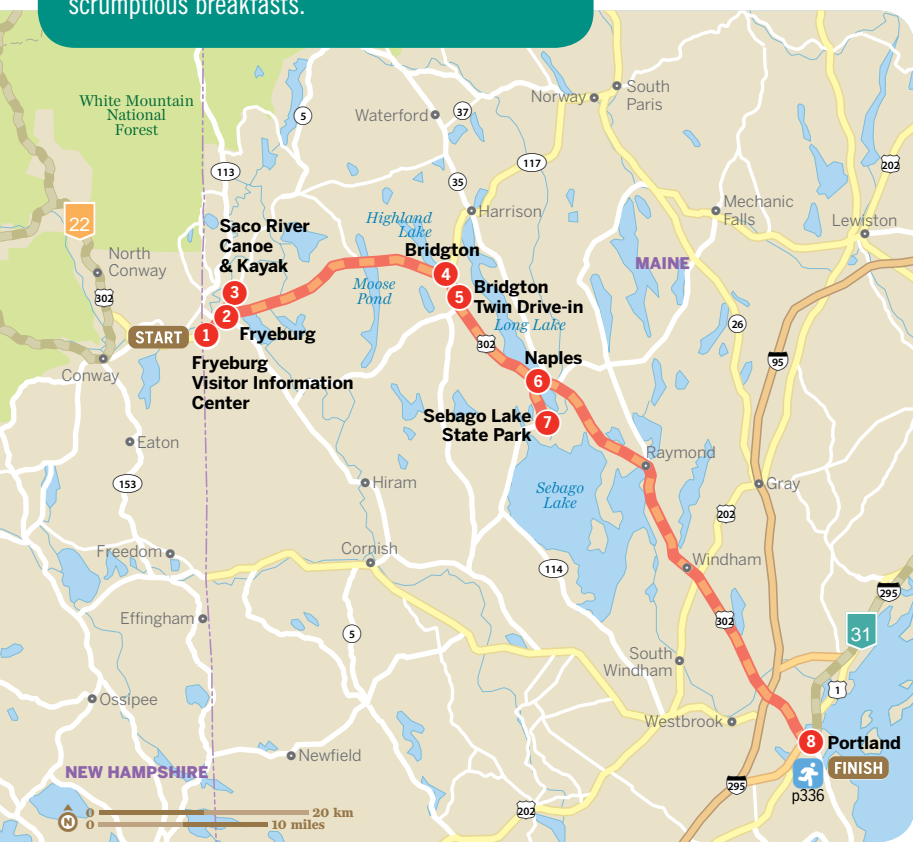 scrumptious breakfasts.
White Mountain
National
Forest
Waterford
37
5
Norway
South
Paris
117
202
113
35
22
Saco River
Canoe
& Kayak
Highland
Lake
Harrison
Mechanic
Falls
Lewiston
North
Conway
Bridgton
4
MAINE
302
3
Moose
Pond
5
Bridgton
Twin Drive-in
Long Lake
2
START
1
Fryeburg
302
26
95
Conway
Fryeburg
Visitor Information
Center
Naples
6
Sebago Lake
State Park
7
Eaton
Raymond
153
Hiram
Sebago
Lake
Gray
202
Freedom
Cornish
114
Windham
295
Effingham
5
302
31
South
Windham
1
Ossipee
Westbrook
8
Portland
FINISH
Newfield
NEW HAMPSHIRE
295
p336
N
0
20 km
0
10 miles
202